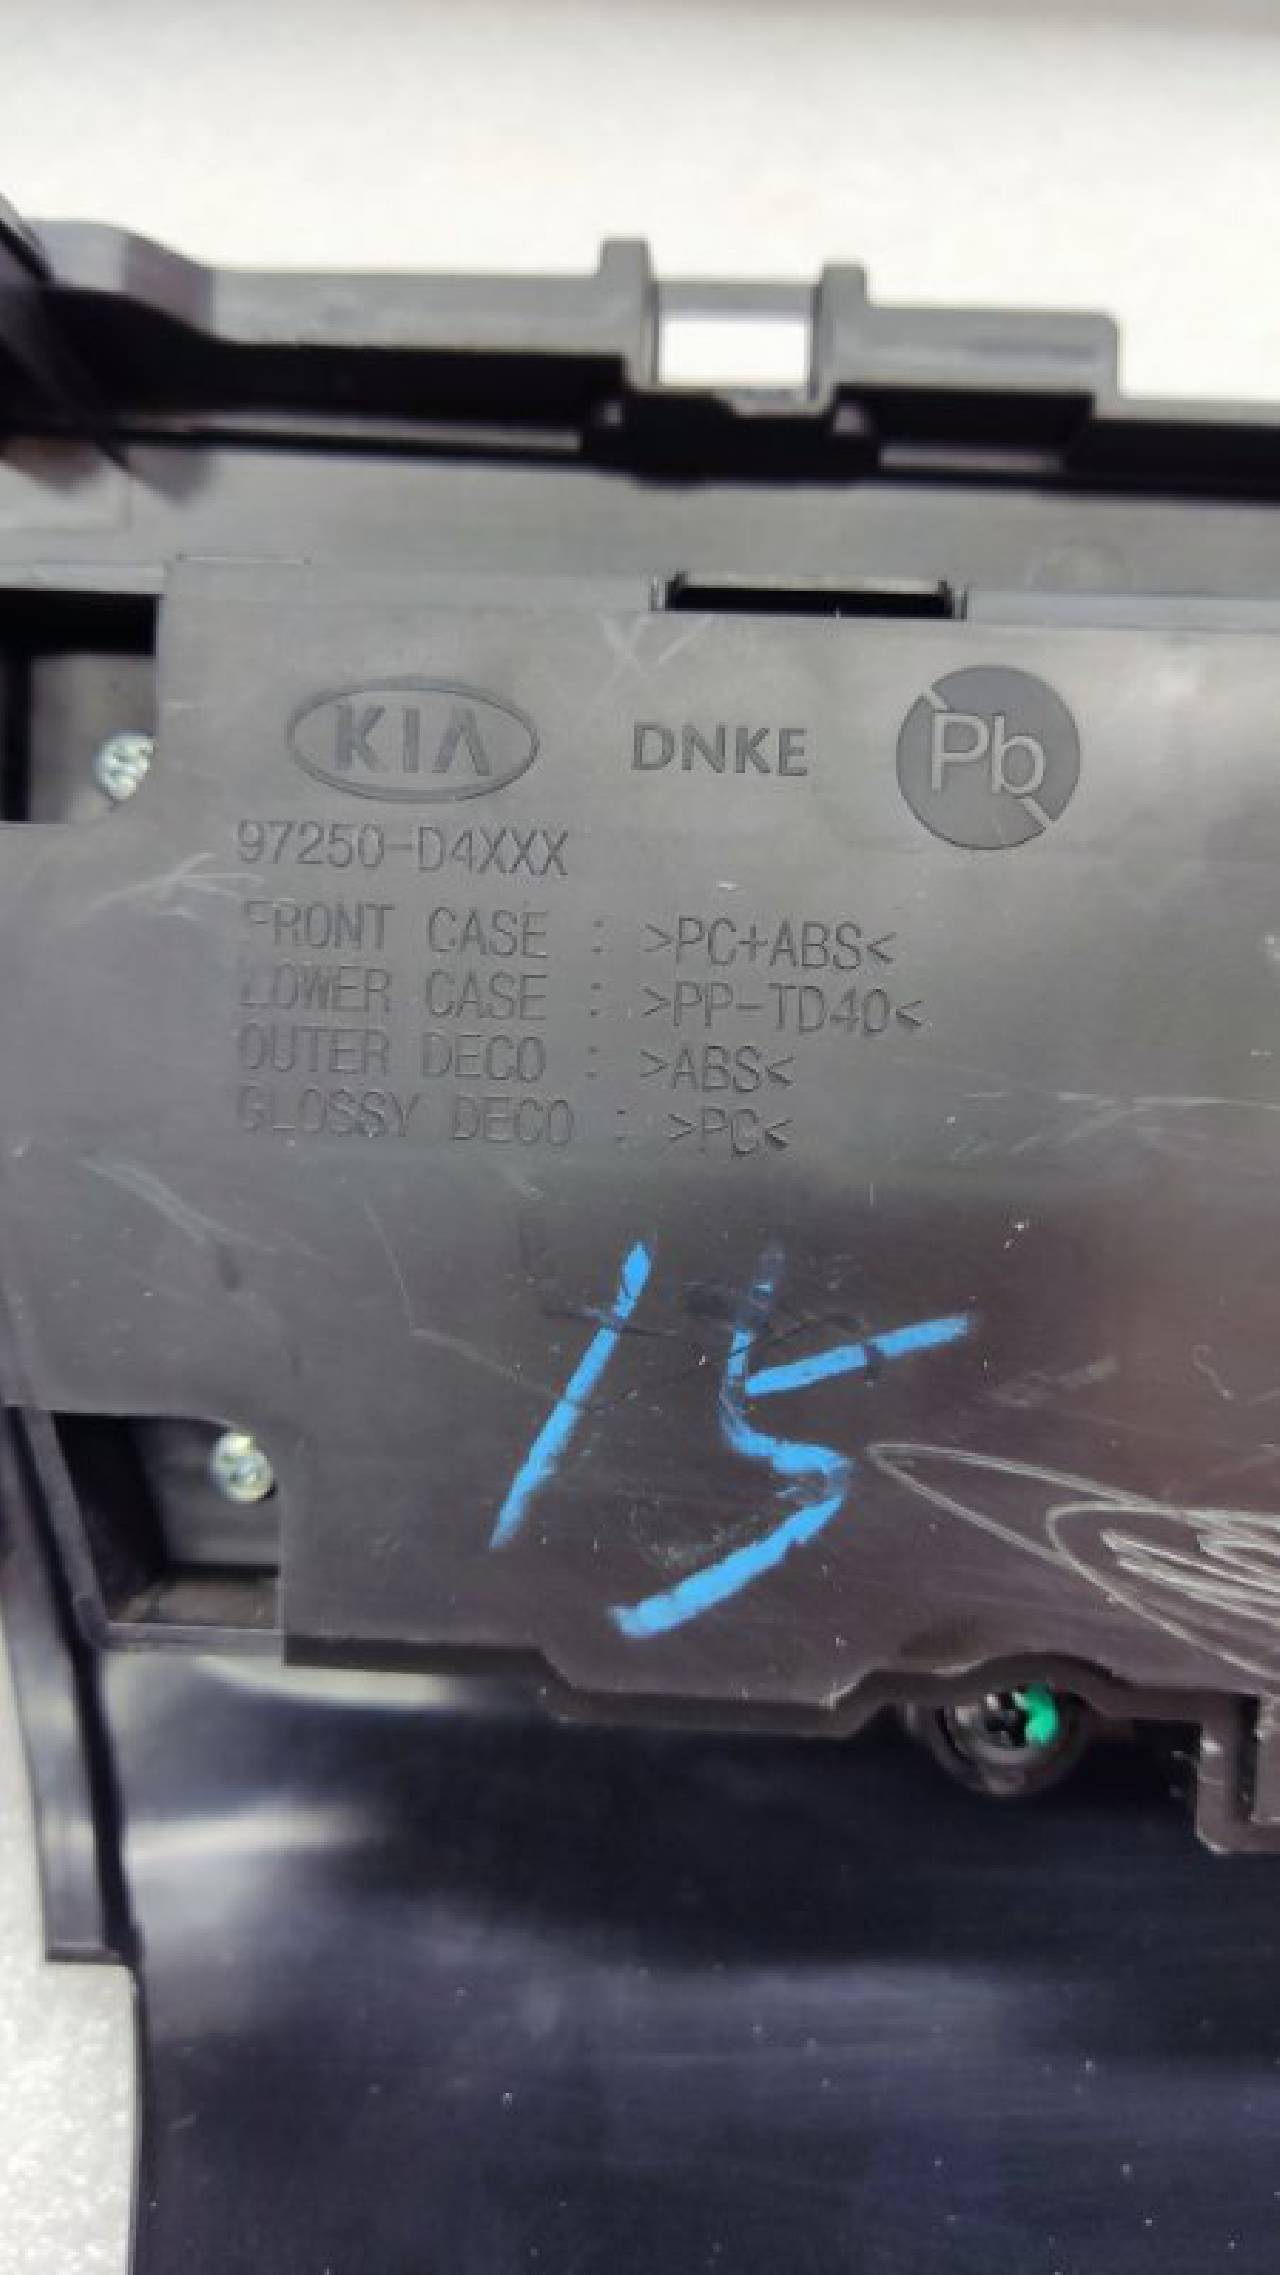 KIA DNKE Pb
97250-D4XXX
FRONT CASE : >PC+ABS<
LOWER CASE : >PP-TD40<
OUTER DECO : >ABS<
GLOSSY DECO : >PC<
15